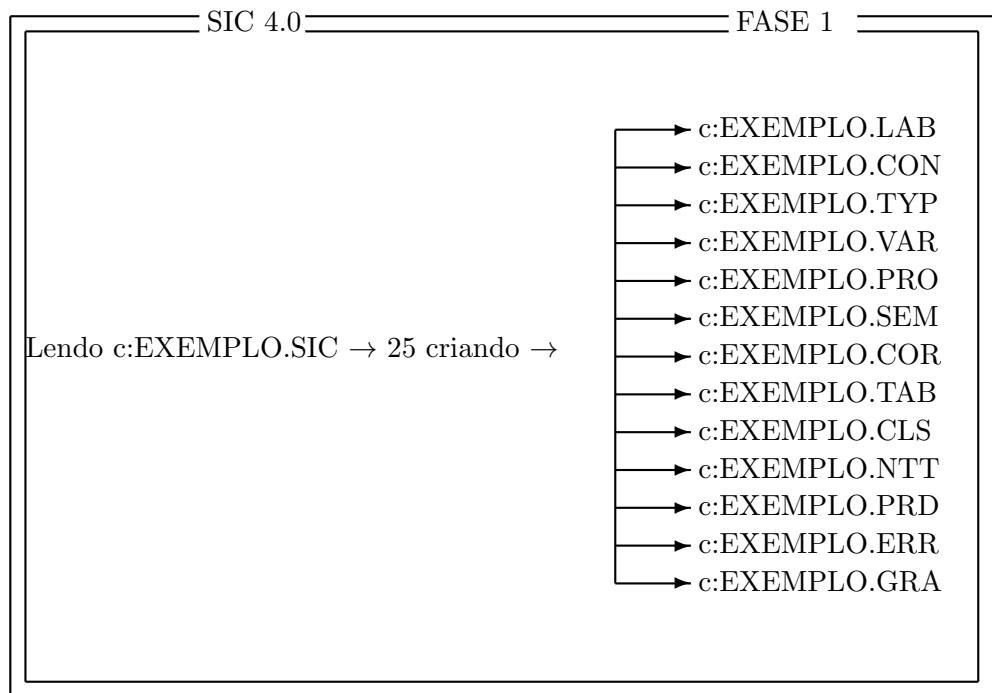 SIC 4.0 FASE 1
c:EXEMPLO.LAB
c:EXEMPLO.CON
c:EXEMPLO.TYP
c:EXEMPLO.VAR
c:EXEMPLO.PRO
c:EXEMPLO.SEM
Lendo c:EXEMPLO.SIC → 25 criando →
c:EXEMPLO.COR
c:EXEMPLO.TAB
c:EXEMPLO.CLS
c:EXEMPLO.NTT
c:EXEMPLO.PRD
c:EXEMPLO.ERR
c:EXEMPLO.GRA